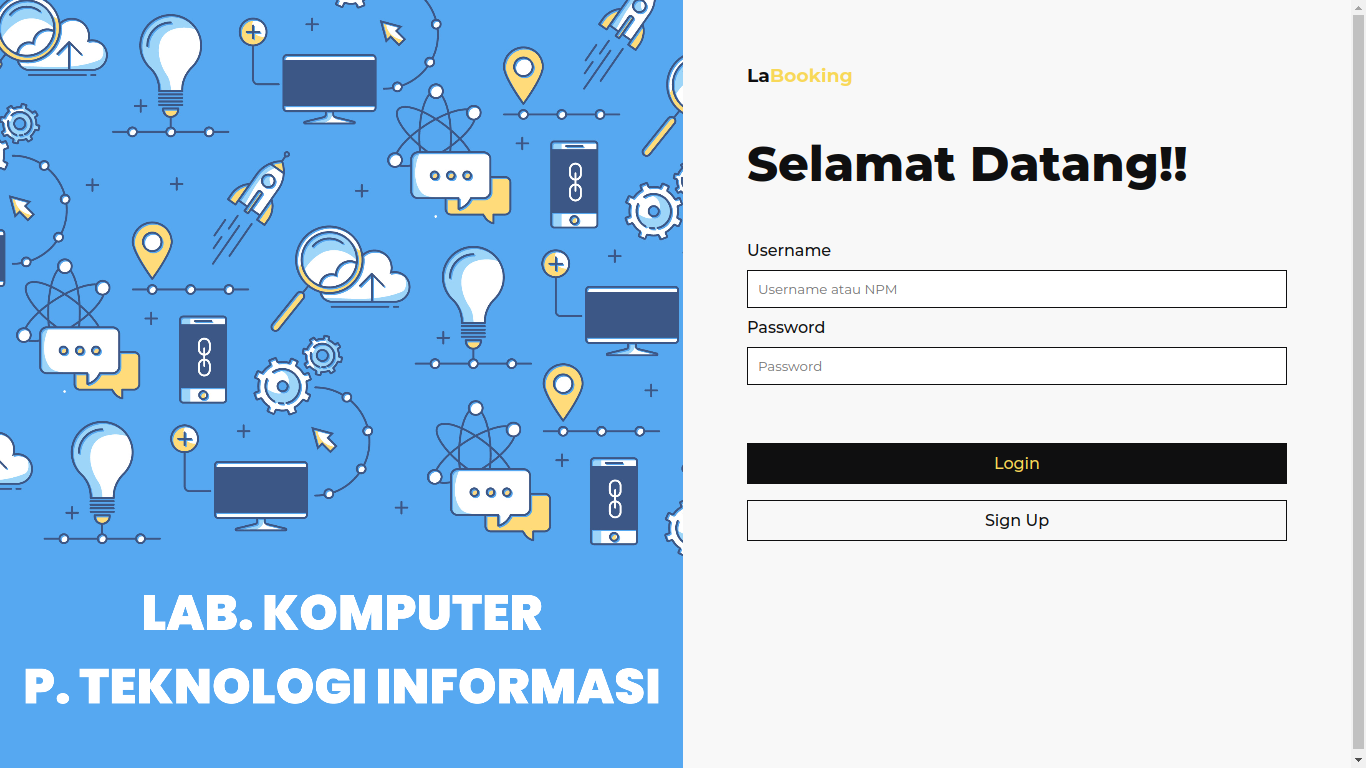 LaBooking
Selamat Datang!!
Username
Username atau NPM
Password
Password
Login
Sign Up
LAB. KOMPUTER
P. TEKNOLOGI INFORMASI